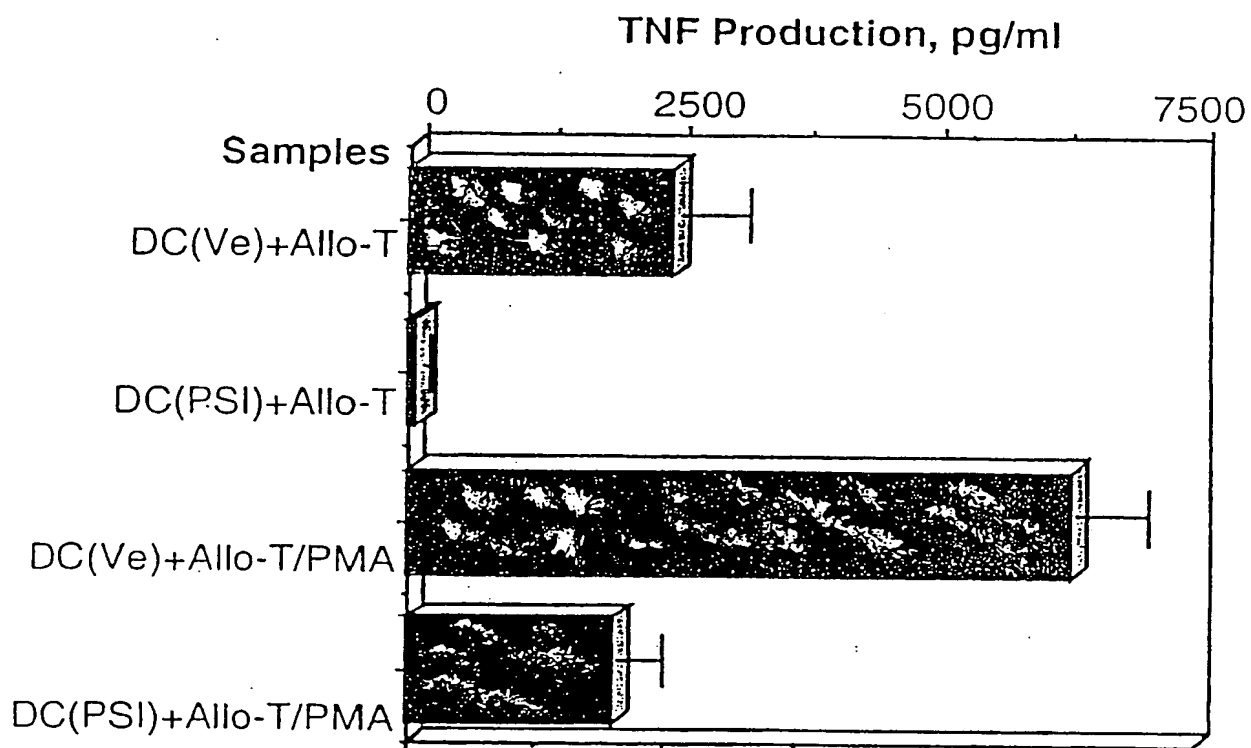 TNF Production, pg/ml
0 2500 5000 7500
Samples
DC(Ve)+Allo-T
DC(PSI)+Allo-T
DC(Ve)+Allo-T/PMA
DC(PSI)+Allo-T/PMA